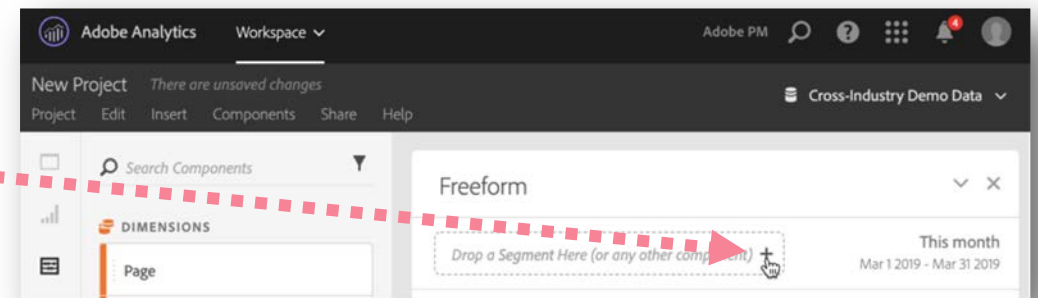 Adobe Analytics Workspace Adobe PM 4
New Project There are unsaved changes
Project Edit Insert Components Share Help
Cross-Industry Demo Data
Search Components
DIMENSIONS
Page
Freeform
Drop a Segment Here (or any other component)
This month
Mar 1 2019 - Mar 31 2019